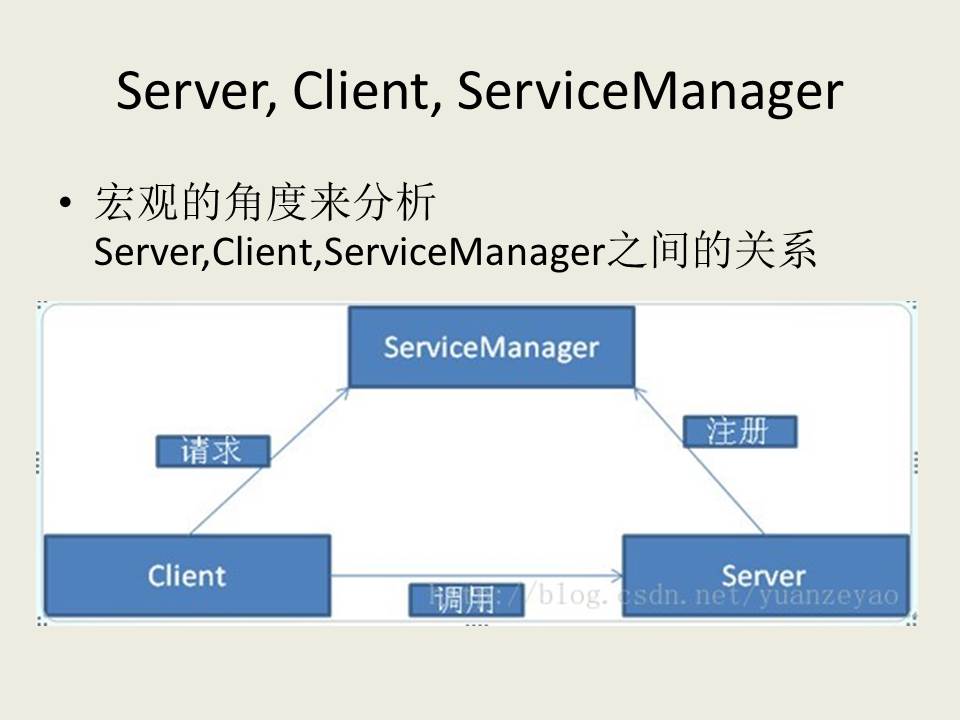 Server, Client, ServiceManager
• 宏观的角度来分析
Server,Client,ServiceManager之间的关系
ServiceManager
注册
请求
Client
Server
调用
http://blog.csdn.net/yuanzeyao